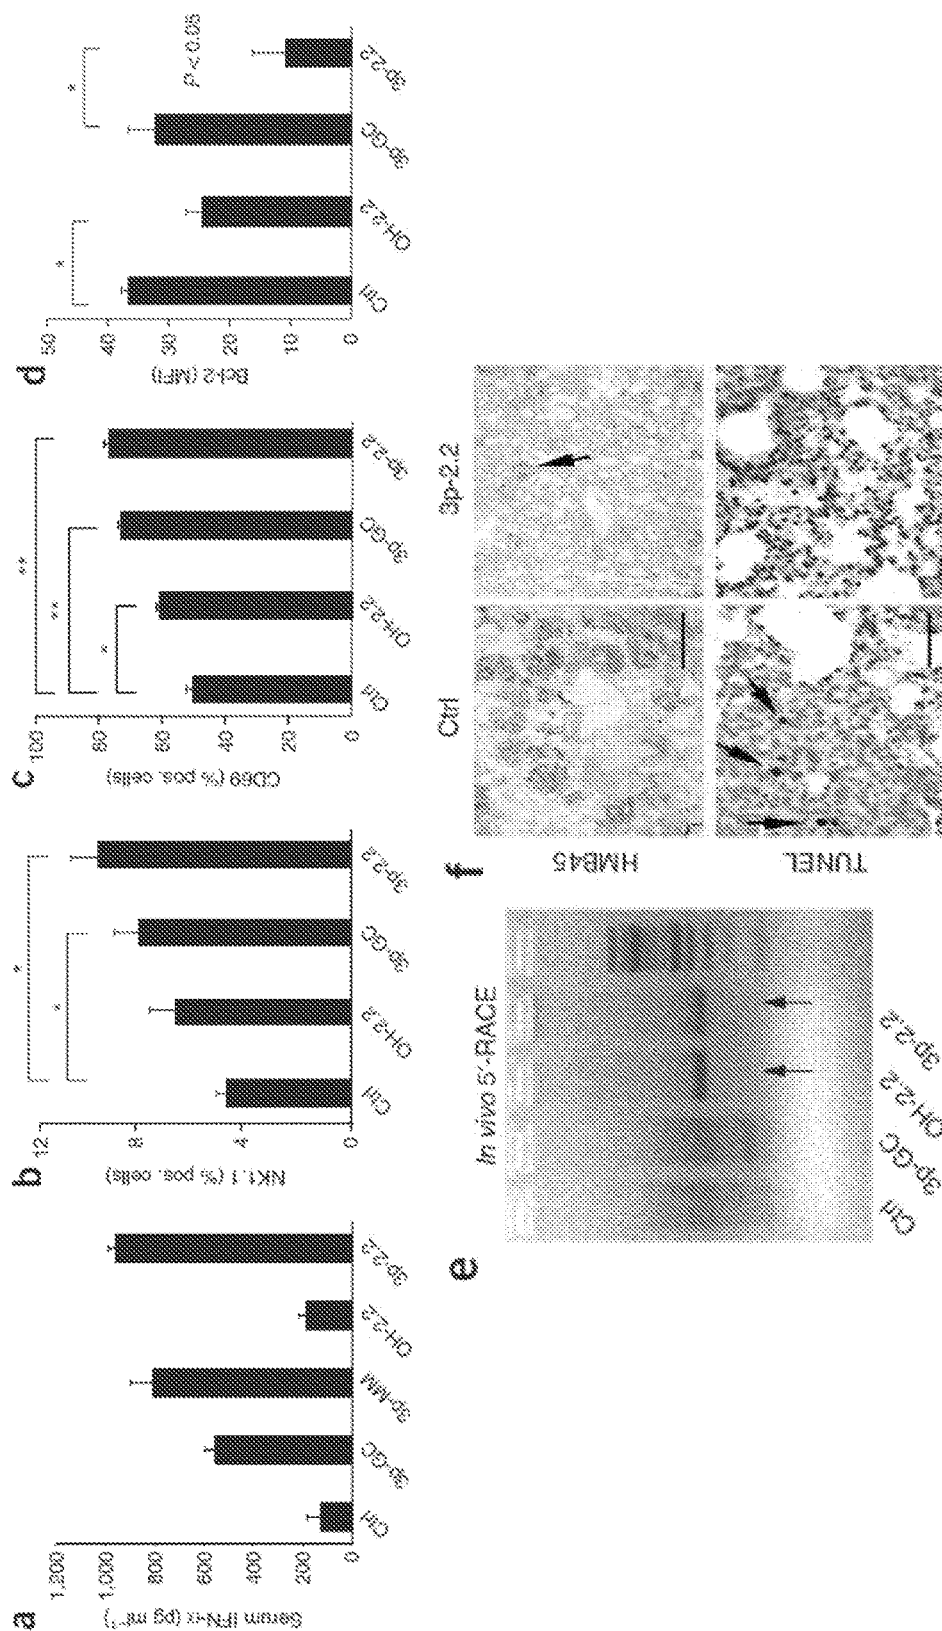 a
Serum IFN-α (pg ml⁻¹)
1,200
1,000
800
600
400
200
0
Ctrl
3p-GC
3p-MM
OH-2.2
3p-2.2
b
NK1.1 (% pos. cells)
12
8
4
0
*
*
Ctrl
OH-2.2
3p-GC
3p-2.2
c
CD69 (% pos. cells)
100
80
60
40
20
0
**
**
*
Ctrl
OH-2.2
3p-GC
3p-2.2
d
Bcl-2 (MFI)
50
40
30
20
10
0
*
*
P < 0.05
Ctrl
OH-2.2
3p-GC
3p-2.2
e
In vivo 5′-RACE
Ctrl
3p-GC
OH-2.2
3p-2.2
f
Ctrl
3p-2.2
HMB45
TUNEL